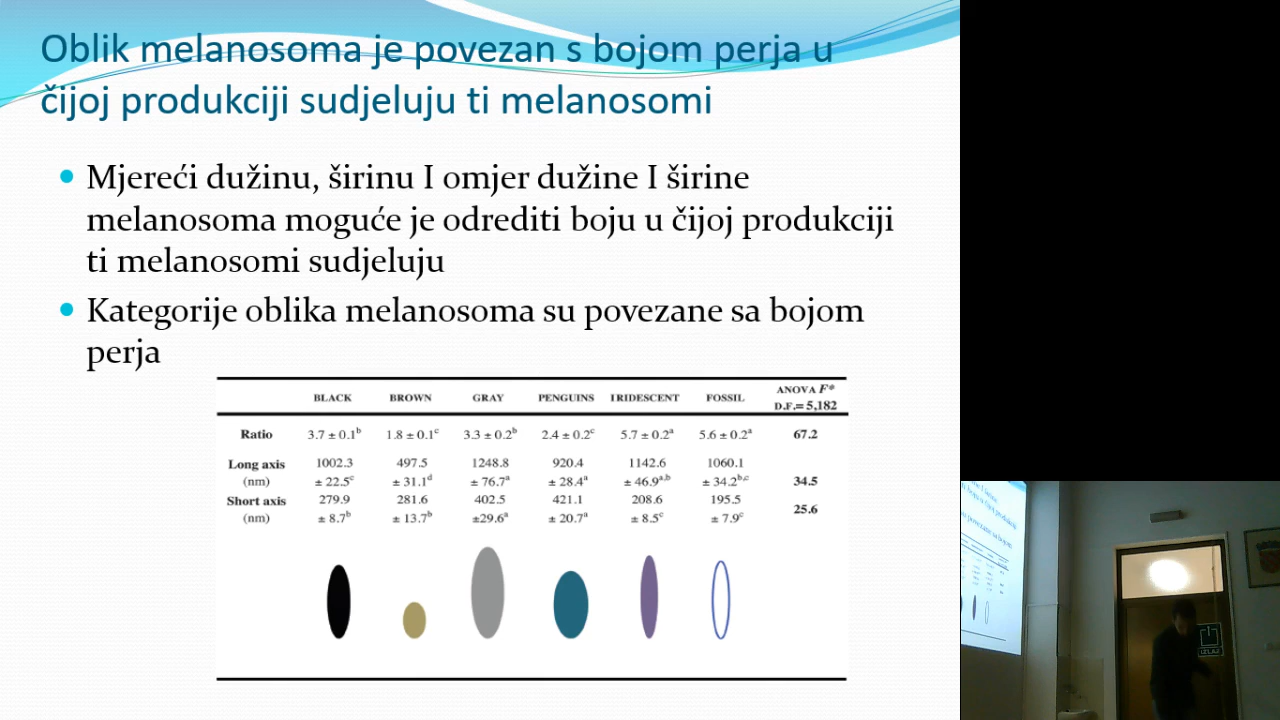 Oblik melanosoma je povezan s bojom perja u
čijoj produkciji sudjeluju ti melanosomi
Mjereći dužinu, širinu I omjer dužine I širine
melanosoma moguće je odrediti boju u čijoj produkciji
ti melanosomi sudjeluju
Kategorije oblika melanosoma su povezane sa bojom
perja
BLACK BROWN GRAY PENGUINS IRIDESCENT FOSSIL ANOVA F*
D.F.= 5,182
Ratio 3.7 ± 0.1b 1.8 ± 0.1c 3.3 ± 0.2b 2.4 ± 0.2c 5.7 ± 0.2a 5.6 ± 0.2a 67.2
Long axis 1002.3 497.5 1248.8 920.4 1142.6 1060.1
(nm) ± 22.5c ± 31.1d ± 76.7a ± 28.4a ± 46.9a,b ± 34.2b,c 34.5
Short axis 279.9 281.6 402.5 421.1 208.6 195.5
(nm) ± 8.7b ± 13.7b ±29.6a ± 20.7a ± 8.5c ± 7.9c 25.6
IZLAZ